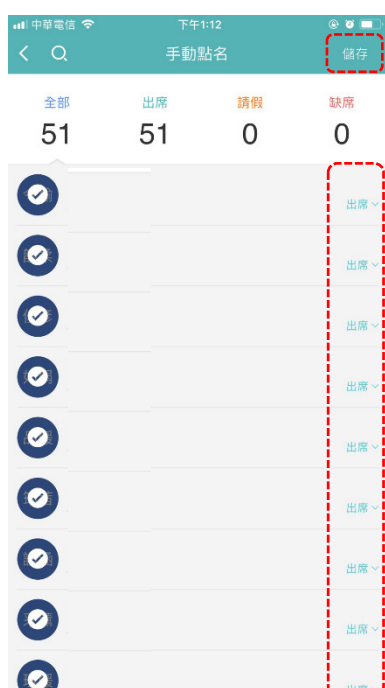 中華電信 下午1:12
手動點名 儲存
全部 出席 請假 缺席
51 51 0 0
出席
出席
出席
出席
出席
出席
出席
出席
出席